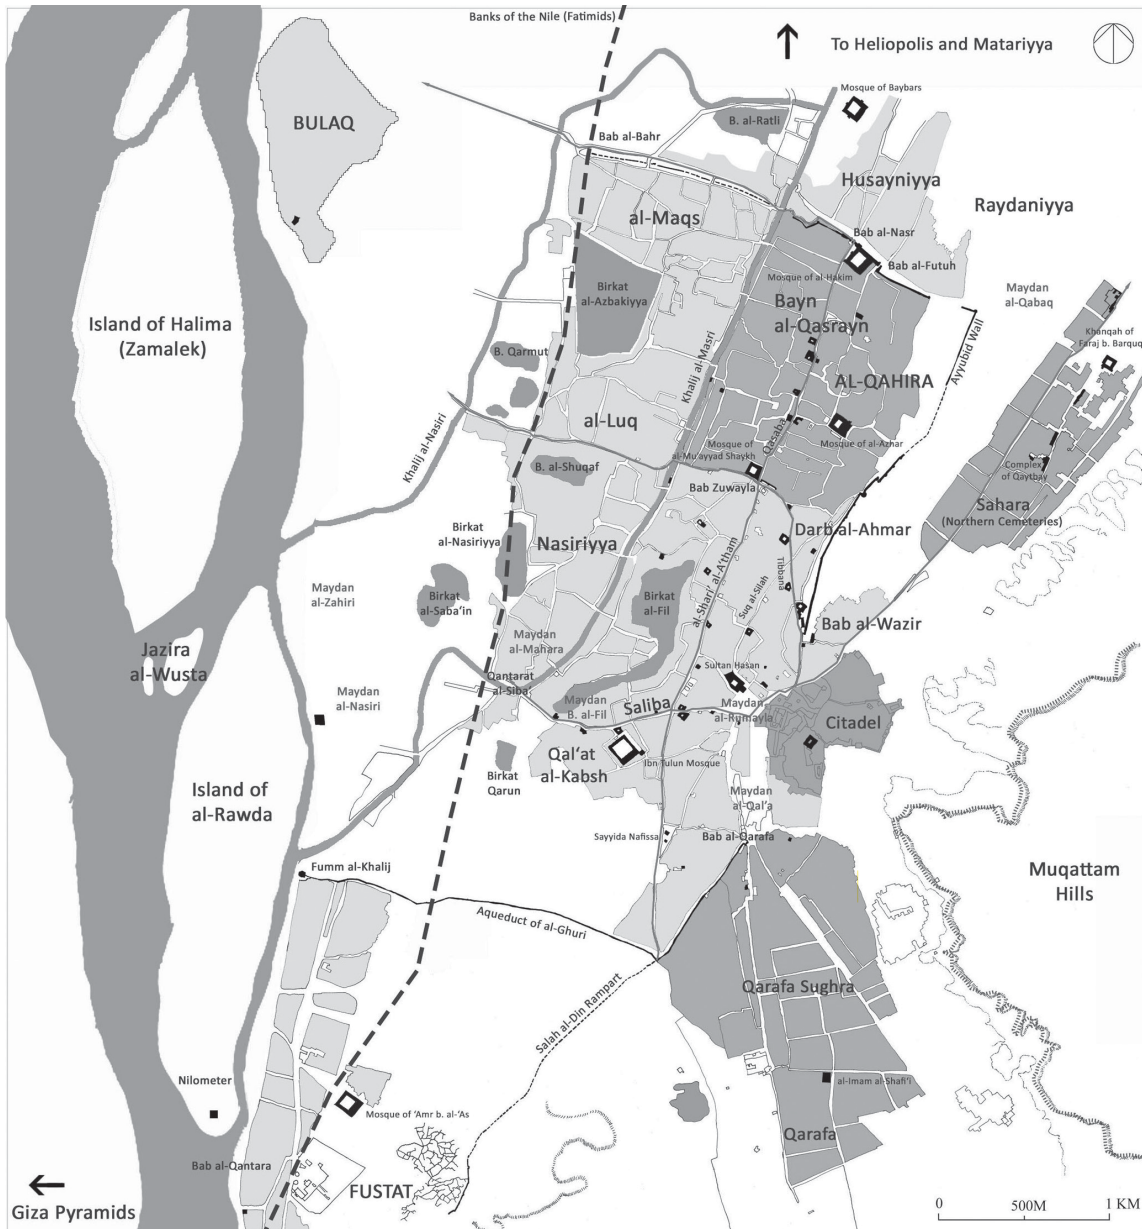 Banks of the Nile (Fatimids)
To Heliopolis and Matariyya
Mosque of Baybars
BULAQ
B. al-Ratli
Bab al-Bahr
Husayniyya
al-Maqs
Raydaniyya
Bab al-Nasr
Bab al-Futuh
Mosque of al-Hakim
Birkat
al-Azbakiyya
Bayn
al-Qasrayn
Maydan
al-Qabaq
Island of Halima
(Zamalek)
Khanqah of
Faraj b. Barquq
B. Qarmut
Khalij al-Masri
Ayyubid Wall
AL-QAHIRA
al-Luq
Khalij al-Nasiri
Qasaba
Mosque of
al-Mu'ayyad Shaykh
Mosque of al-Azhar
B. al-Shuqaf
Complex
of Qaytbay
Bab Zuwayla
Sahara
(Northern Cemeteries)
Birkat
al-Nasiriyya
Nasiriyya
Darb al-Ahmar
Maydan
al-Zahiri
Birkat
al-Saba'in
Birkat
al-Fil
al-Shari' al-A'tham
Suq al-Silah
Tibbana
Bab al-Wazir
Maydan
al-Mahara
Jazira
al-Wusta
Sultan Hasan
Qantarat
al-Siba'
Maydan
al-Nasiri
Maydan
B. al-Fil
Saliba
Maydan
al-Rumayla
Citadel
Qal'at
al-Kabsh
Ibn Tulun Mosque
Birkat
Qarun
Island of
al-Rawda
Maydan
al-Qal'a
Sayyida Nafissa
Bab al-Qarafa
Fumm al-Khalij
Muqattam
Hills
Aqueduct of al-Ghuri
Qarafa Sughra
Salah al-Din Rampart
Nilometer
al-Imam al-Shafi'i
Mosque of 'Amr b. al-'As
Qarafa
Bab al-Qantara
FUSTAT
Giza Pyramids
0 500M 1 KM